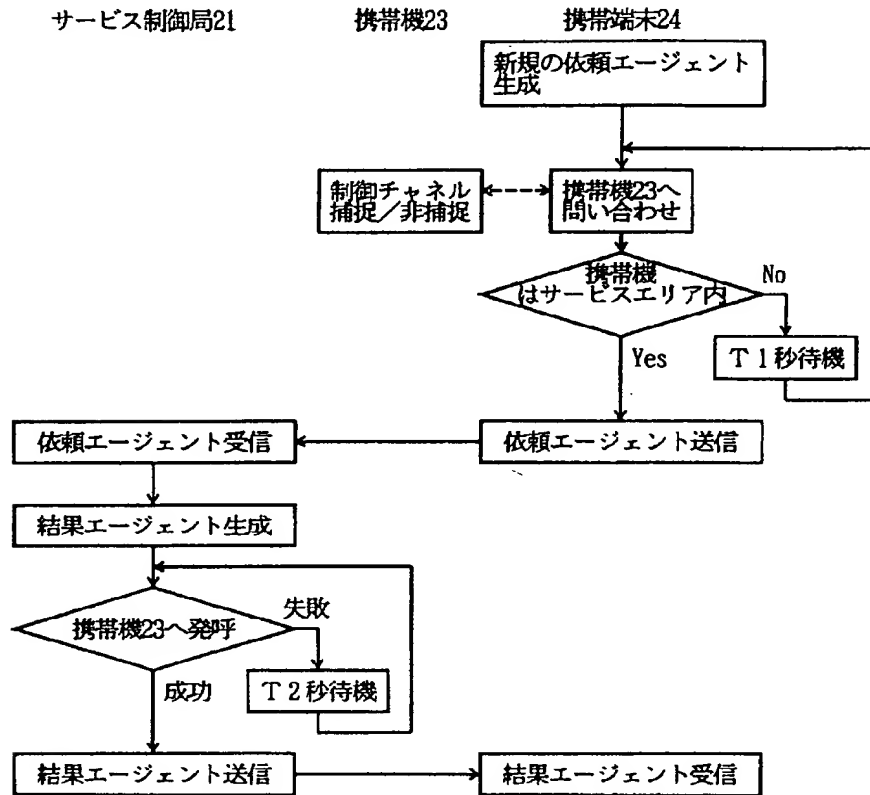 サービス制御局21 携帯機23 携帯端末24
新規の依頼エージェント
生成
制御チャネル
捕捉／非捕捉
携帯機23へ
問い合わせ
携帯機
はサービスエリア内
No
Yes
Ｔ1秒待機
依頼エージェント受信
依頼エージェント送信
結果エージェント生成
携帯機23へ発呼
失敗
成功
Ｔ2秒待機
結果エージェント送信
結果エージェント受信